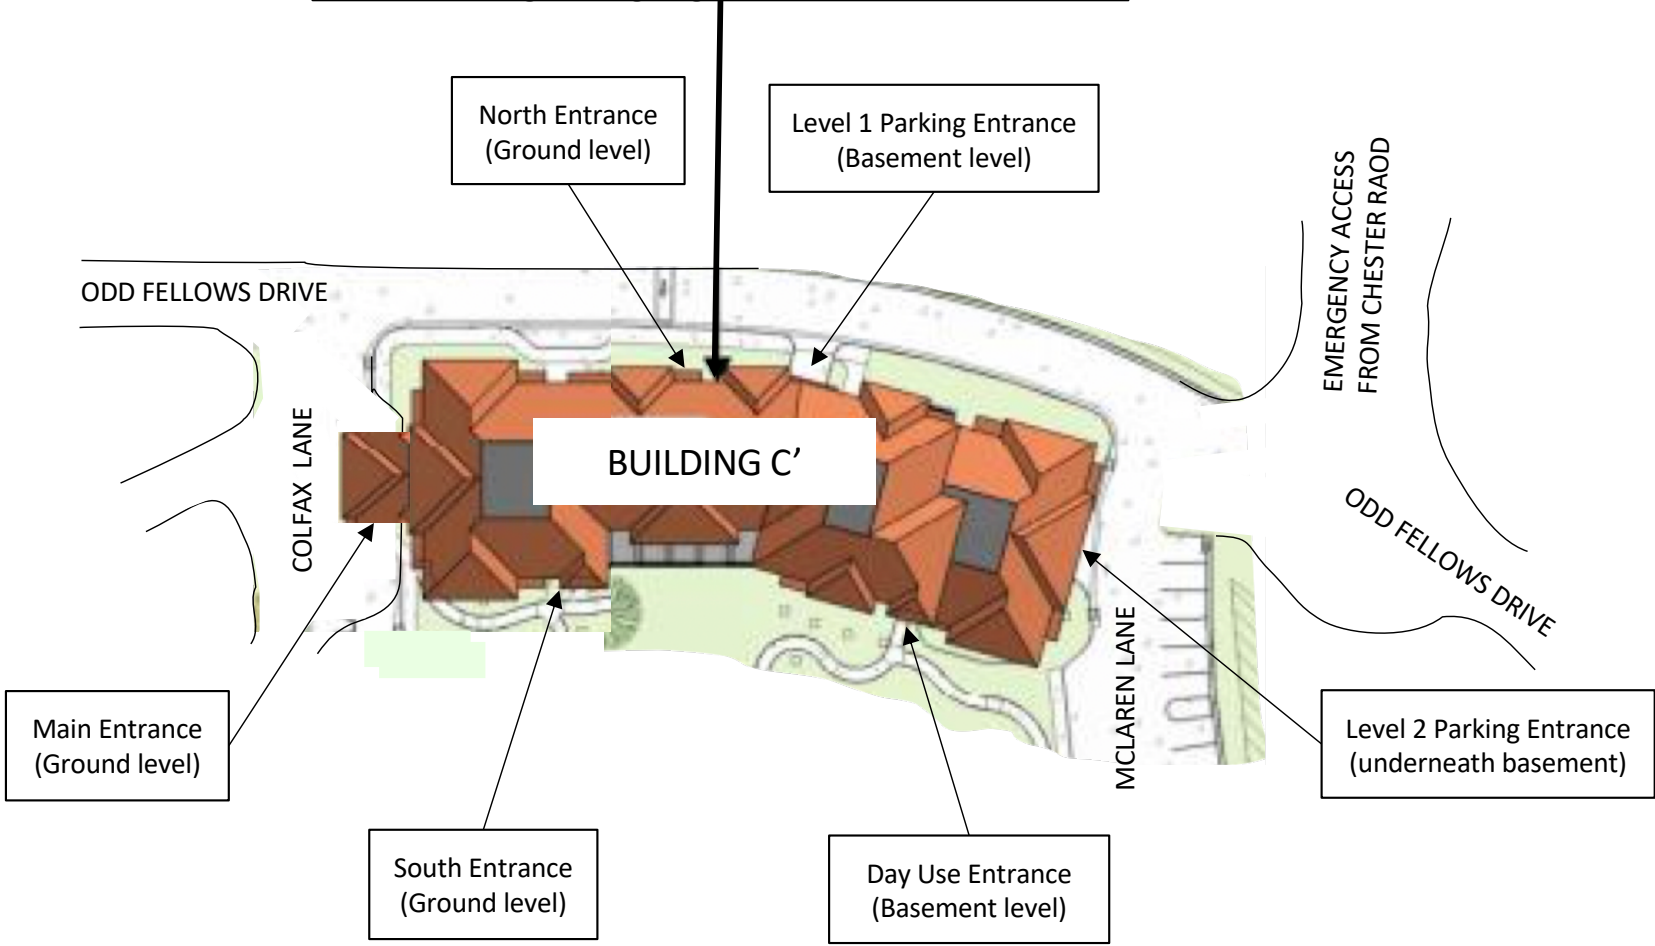 North Entrance
(Ground level)
Level 1 Parking Entrance
(Basement level)
EMERGENCY ACCESS
FROM CHESTER RAOD
ODD FELLOWS DRIVE
COLFAX LANE
BUILDING C’
ODD FELLOWS DRIVE
MCLAREN LANE
Main Entrance
(Ground level)
Level 2 Parking Entrance
(underneath basement)
South Entrance
(Ground level)
Day Use Entrance
(Basement level)